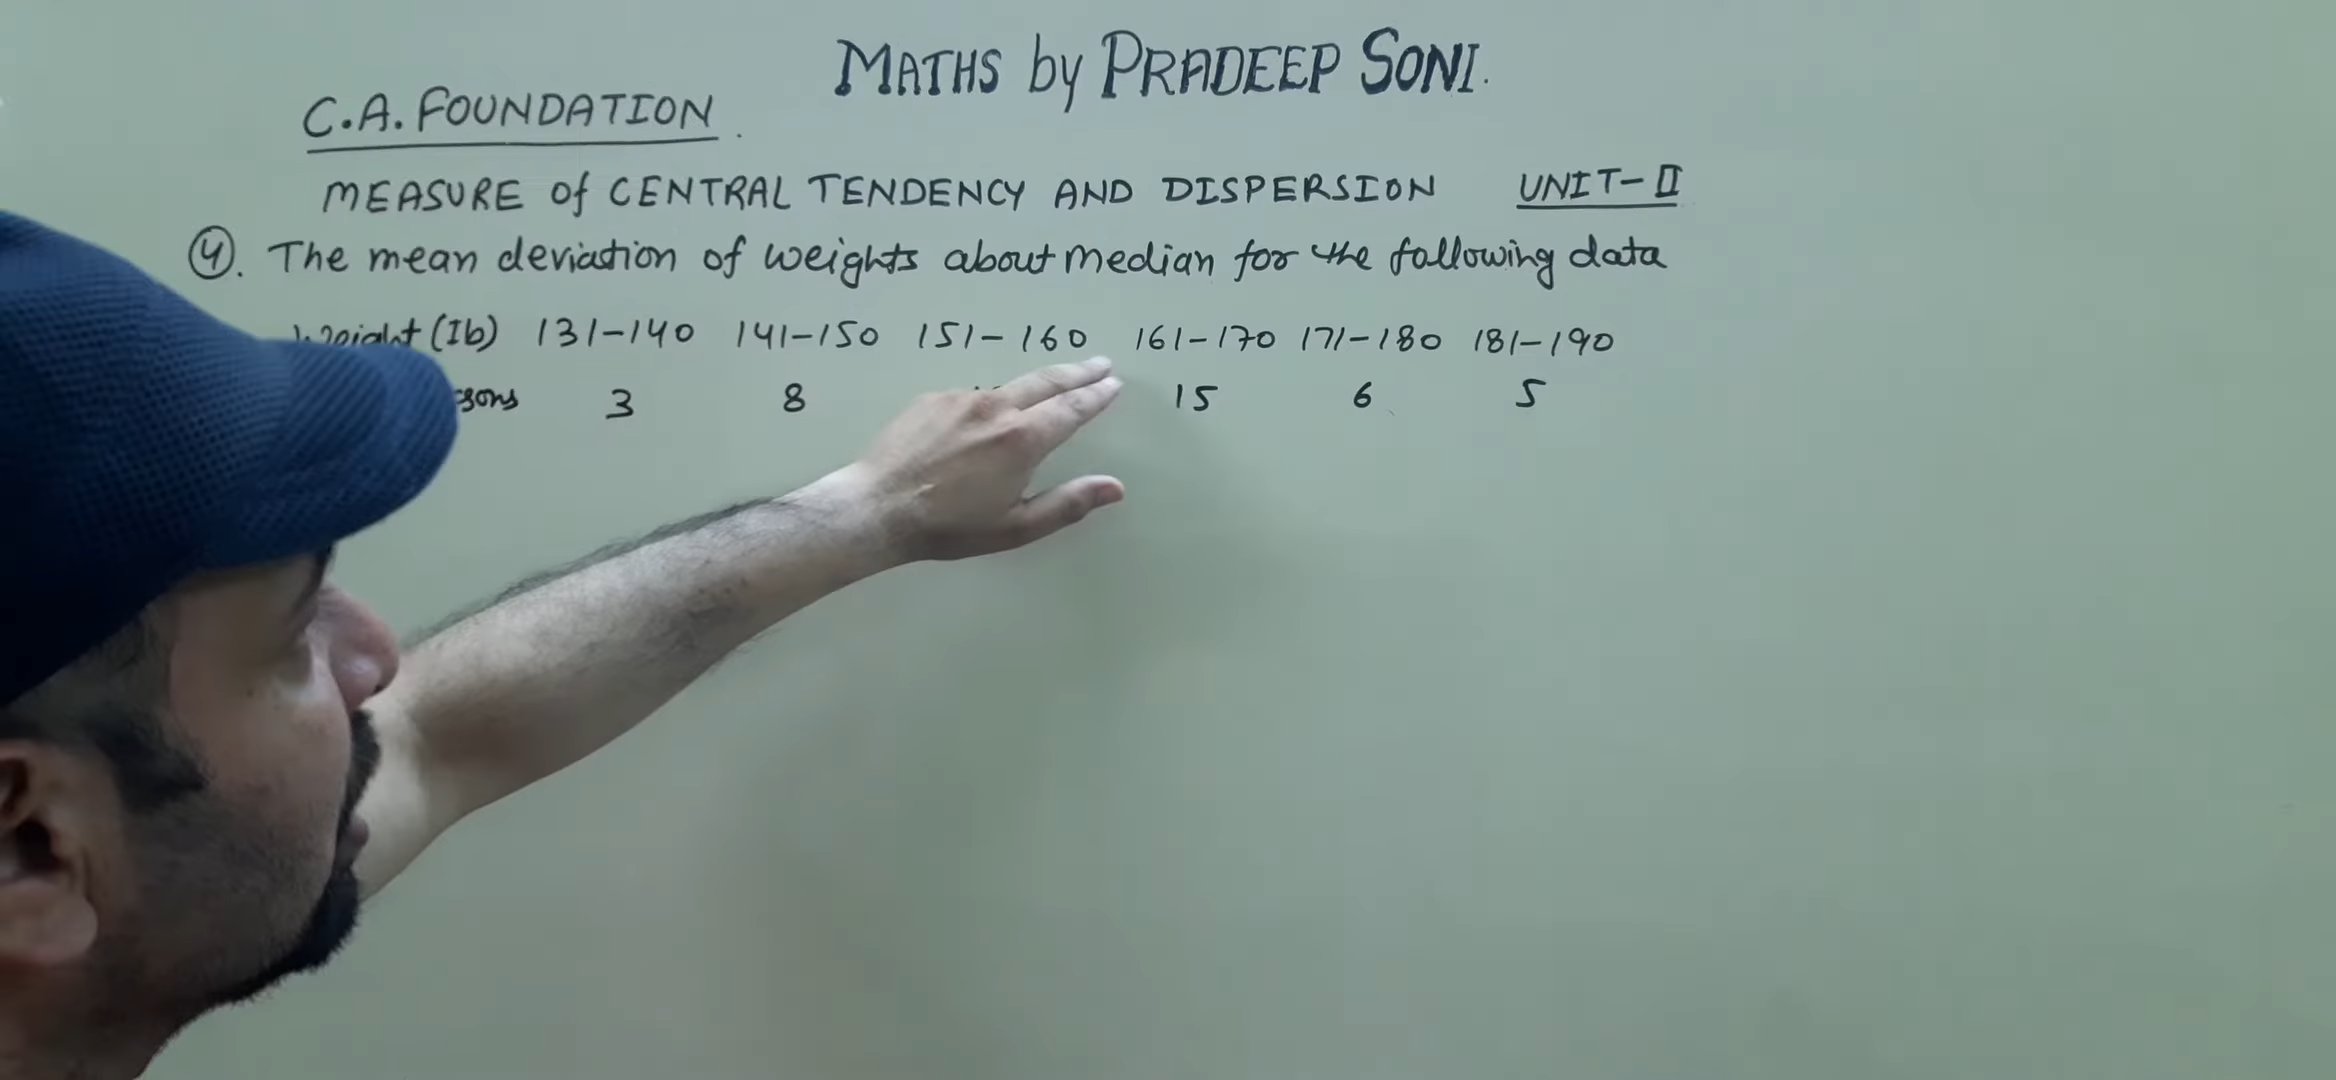 MATHS by PRADEEP SONI.
C.A. FOUNDATION.
MEASURE of CENTRAL TENDENCY AND DISPERSION UNIT-II
4. The mean deviation of weights about median for the following data
Weight (Ib) 131-140 141-150 151-160 161-170 171-180 181-190
3 8 15 6 5